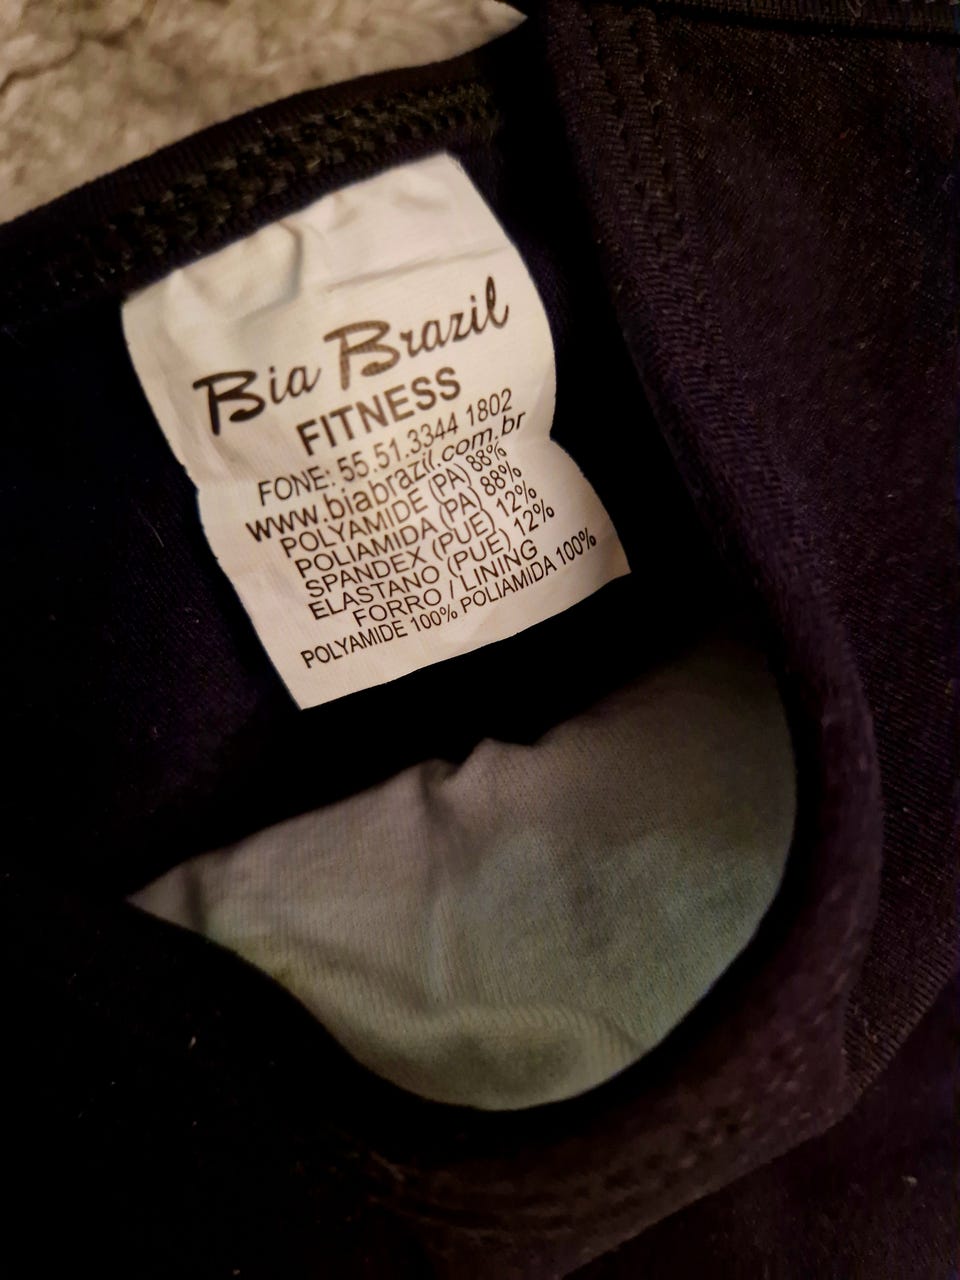 Bia Brazil
FITNESS
FONE: 55.51.3344 1802
www.biabrazil.com.br
POLYAMIDE (PA) 88%
POLIAMIDA (PA) 88%
SPANDEX (PUE) 12%
ELASTANO (PUE) 12%
FORRO / LINING
POLYAMIDE 100% POLIAMIDA 100%